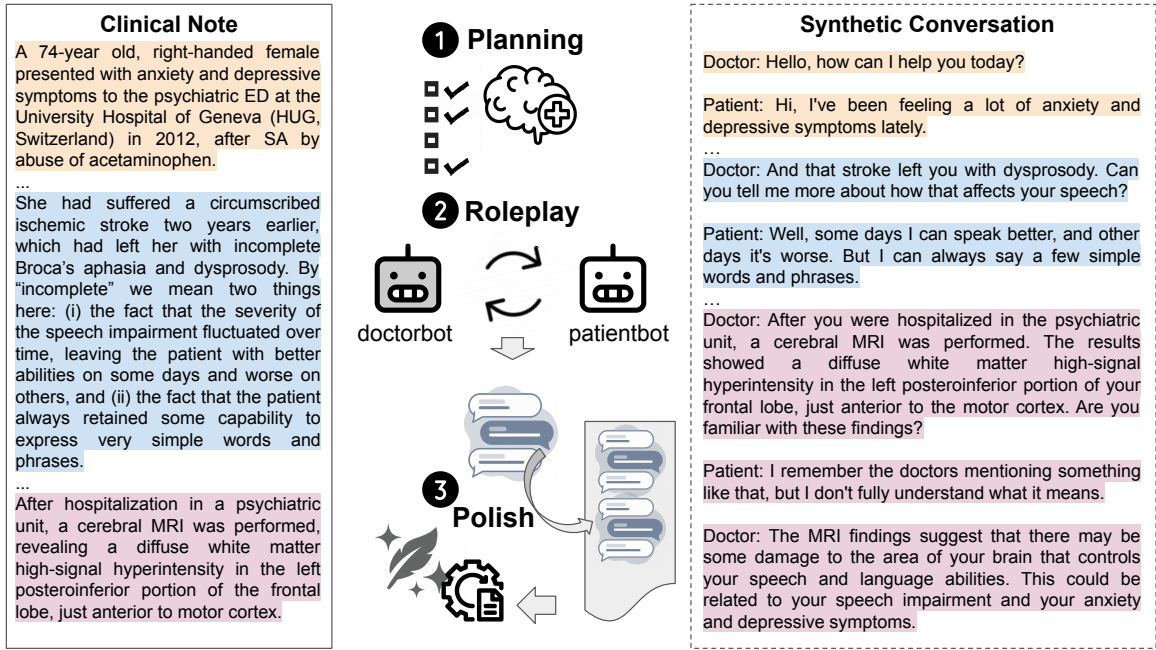 Clinical Note
A 74-year old, right-handed female
presented with anxiety and depressive
symptoms to the psychiatric ED at the
University Hospital of Geneva (HUG,
Switzerland) in 2012, after SA by
abuse of acetaminophen.
...
She had suffered a circumscribed
ischemic stroke two years earlier,
which had left her with incomplete
Broca's aphasia and dysprosody. By
“incomplete” we mean two things
here: (i) the fact that the severity of
the speech impairment fluctuated over
time, leaving the patient with better
abilities on some days and worse on
others, and (ii) the fact that the patient
always retained some capability to
express very simple words and
phrases.
...
After hospitalization in a psychiatric
unit, a cerebral MRI was performed,
revealing a diffuse white matter
high-signal hyperintensity in the left
posteroinferior portion of the frontal
lobe, just anterior to motor cortex.
1 Planning
2 Roleplay
doctorbot
patientbot
3
Polish
Synthetic Conversation
Doctor: Hello, how can I help you today?
Patient: Hi, I've been feeling a lot of anxiety and
depressive symptoms lately.
...
Doctor: And that stroke left you with dysprosody. Can
you tell me more about how that affects your speech?
Patient: Well, some days I can speak better, and other
days it's worse. But I can always say a few simple
words and phrases.
...
Doctor: After you were hospitalized in the psychiatric
unit, a cerebral MRI was performed. The results
showed a diffuse white matter high-signal
hyperintensity in the left posteroinferior portion of your
frontal lobe, just anterior to the motor cortex. Are you
familiar with these findings?
Patient: I remember the doctors mentioning something
like that, but I don't fully understand what it means.
Doctor: The MRI findings suggest that there may be
some damage to the area of your brain that controls
your speech and language abilities. This could be
related to your speech impairment and your anxiety
and depressive symptoms.